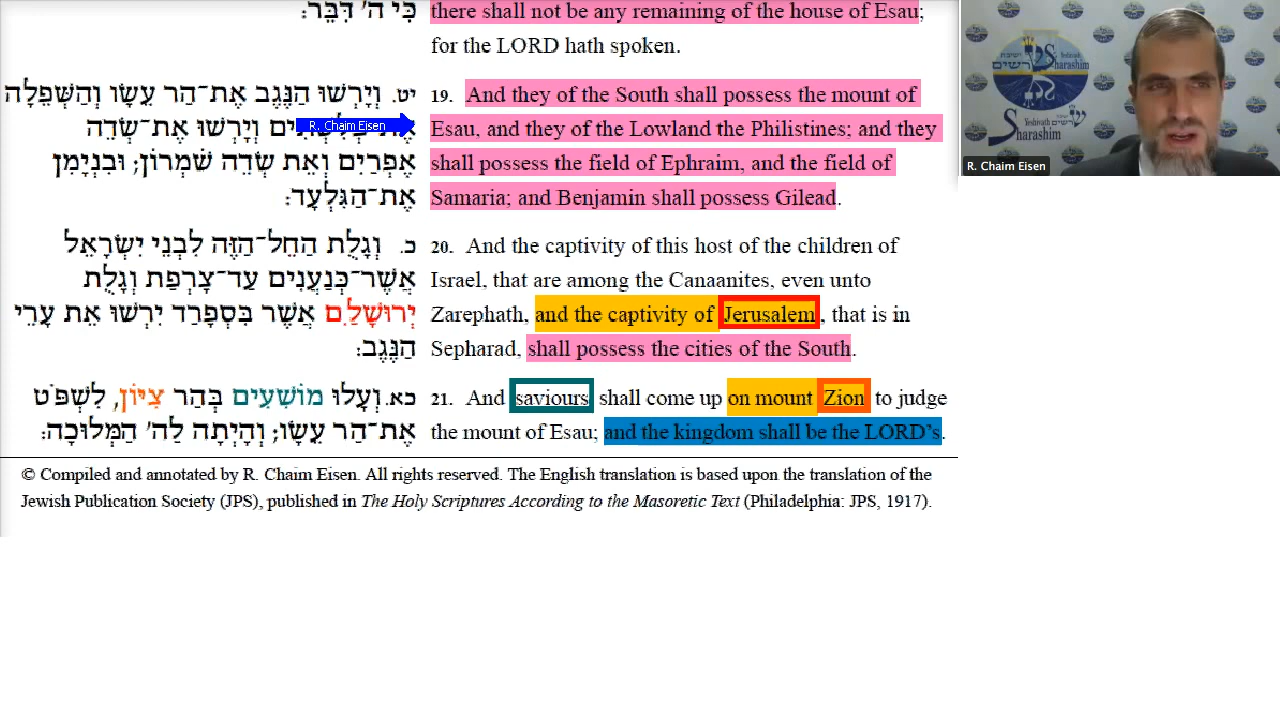 כִּי ה' דִּבֵּר:
there shall not be any remaining of the house of Esau;
for the LORD hath spoken.
יט. וְיָרְשׁוּ הַנֶּגֶב אֶת־הַר עֵשָׂו וְהַשְּׁפֵלָה
וְיָרְשׁוּ אֶת־שְׂדֵה
אֶפְרַיִם וְאֵת שְׂדֵה שֹׁמְרוֹן; וּבִנְיָמִן
אֶת־הַגִּלְעָד:
R. Chaim Eisen
19. And they of the South shall possess the mount of
Esau, and they of the Lowland the Philistines; and they
shall possess the field of Ephraim, and the field of
Samaria; and Benjamin shall possess Gilead.
כ. וְגָלֻת הַחֵל־הַזֶּה לִבְנֵי יִשְׂרָאֵל
אֲשֶׁר־כְּנַעֲנִים עַד־צָרְפַת וְגָלֻת
יְרוּשָׁלִַם אֲשֶׁר בִּסְפָרַד יִרְשׁוּ אֵת עָרֵי
הַנֶּגֶב:
20. And the captivity of this host of the children of
Israel, that are among the Canaanites, even unto
Zarephath, and the captivity of Jerusalem, that is in
Sepharad, shall possess the cities of the South.
כא. וְעָלוּ מוֹשִׁעִים בְּהַר צִיּוֹן, לִשְׁפֹּט
אֶת־הַר עֵשָׂו; וְהָיְתָה לַה' הַמְּלוּכָה:
21. And saviours shall come up on mount Zion to judge
the mount of Esau; and the kingdom shall be the LORD's.
© Compiled and annotated by R. Chaim Eisen. All rights reserved. The English translation is based upon the translation of the
Jewish Publication Society (JPS), published in The Holy Scriptures According to the Masoretic Text (Philadelphia: JPS, 1917).
Yeshivath
Sharashim
ישיבת
שרשים
R. Chaim Eisen